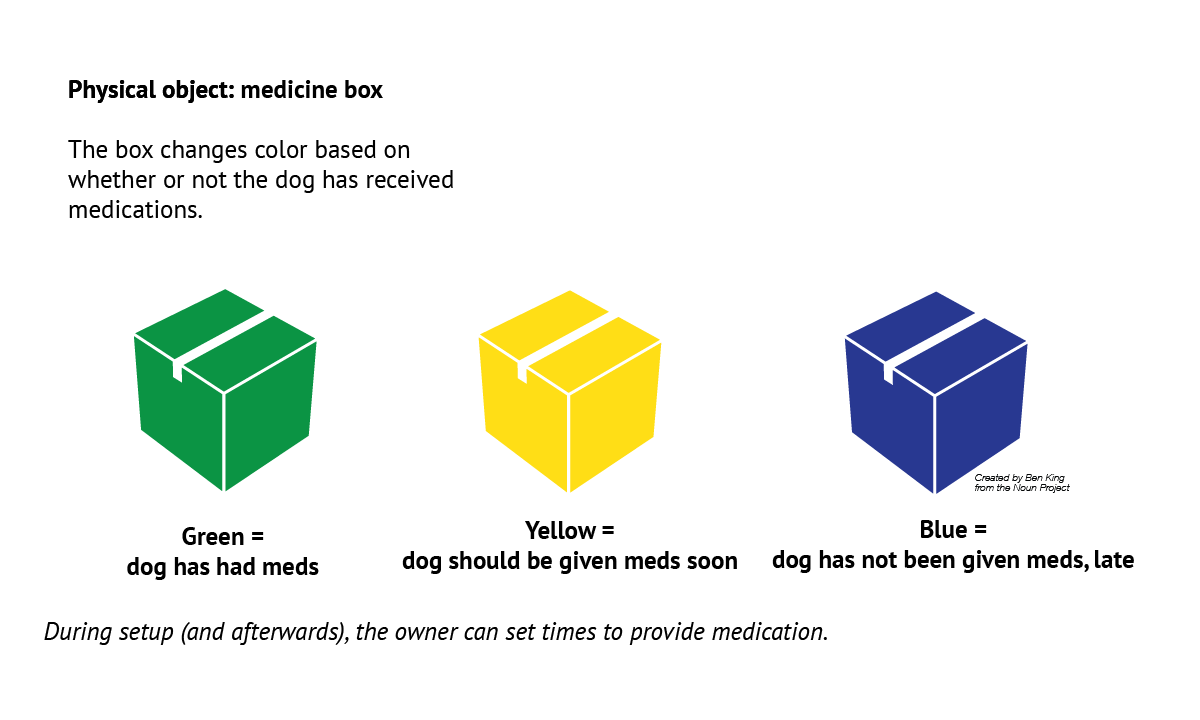 Physical object: medicine box
The box changes color based on
whether or not the dog has received
medications.
Created by Ben King
from the Noun Project
Green =
dog has had meds
Yellow =
dog should be given meds soon
Blue =
dog has not been given meds, late
During setup (and afterwards), the owner can set times to provide medication.